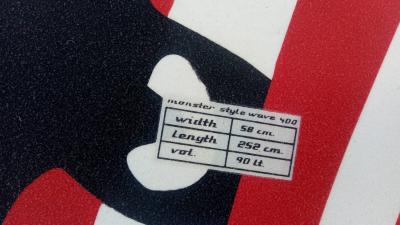 monster style wave 400
width 58 cm.
length 252 cm.
vol. 90 lt.